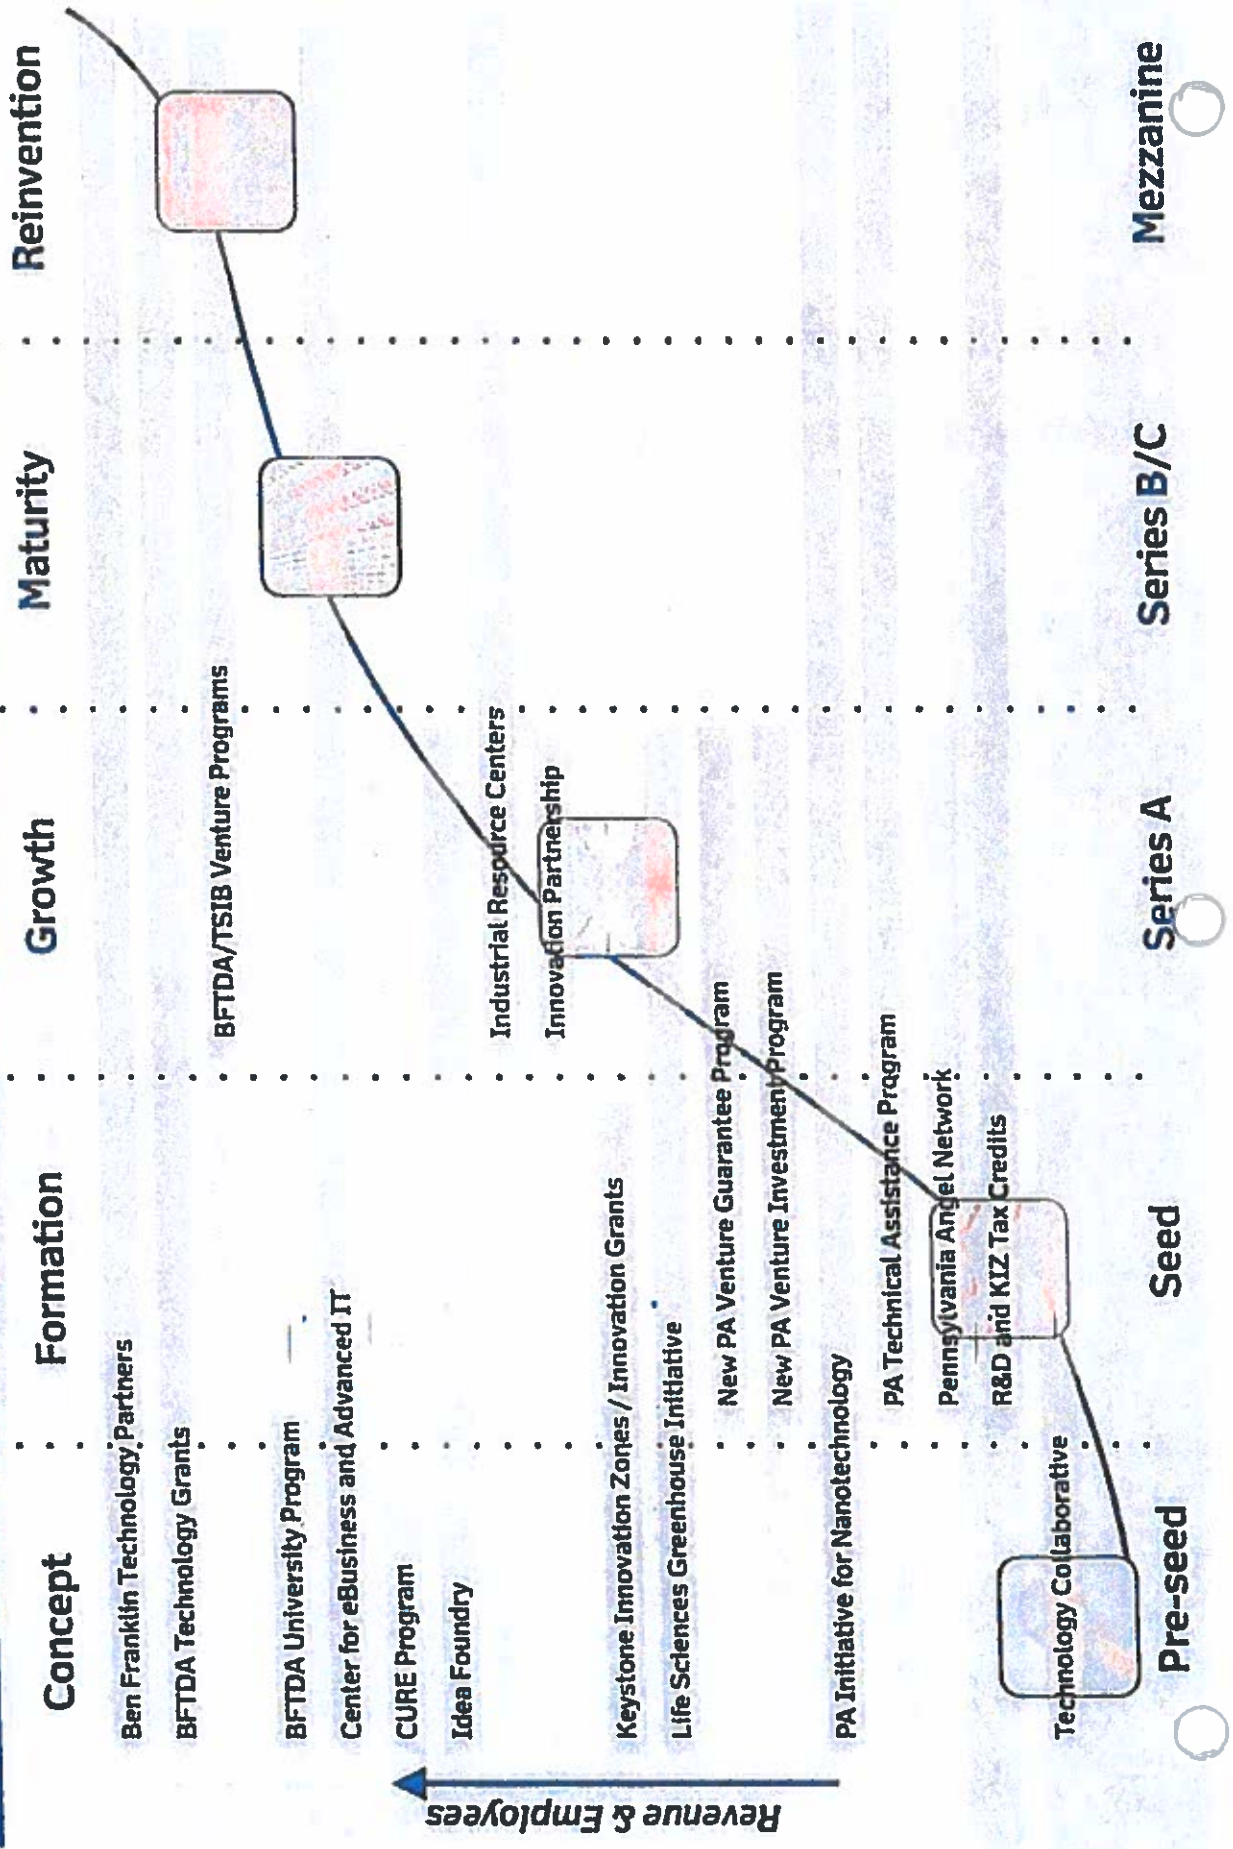 Concept
Formation
Growth
Maturity
Reinvention
Ben Franklin Technology Partners
BFTDA Technology Grants
BFTDA/TSIB Venture Programs
BFTDA University Program
Center for eBusiness and Advanced IT
CURE Program
Idea Foundry
Industrial Resource Centers
Innovation Partnership
Keystone Innovation Zones / Innovation Grants
Life Sciences Greenhouse Initiative
New PA Venture Guarantee Program
New PA Venture Investment Program
PA Initiative for Nanotechnology
PA Technical Assistance Program
Pennsylvania Angel Network
R&D and KIZ Tax Credits
Technology Collaborative
Revenue & Employees
Pre-seed
Seed
Series A
Series B/C
Mezzanine